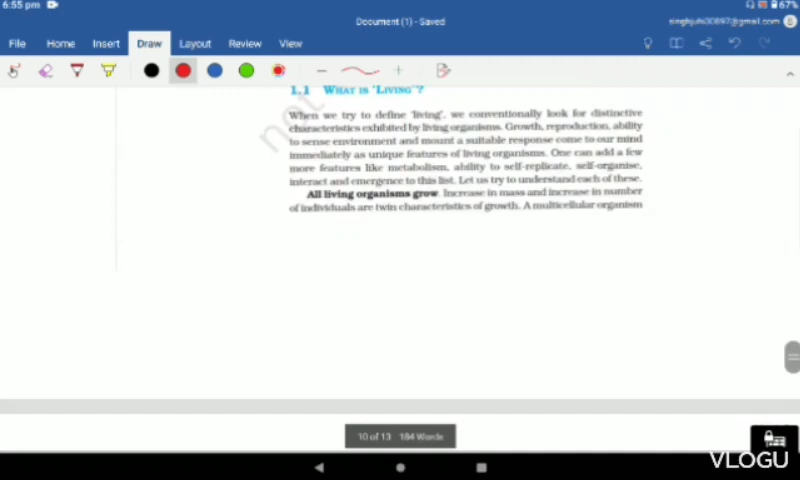 6:55 pm
67%
Document (1) - Saved
File Home Insert Draw Layout Review View
1.1 WHAT IS 'LIVING'?
When we try to define 'living', we conventionally look for distinctive
characteristics exhibited by living organisms. Growth, reproduction, ability
to sense environment and mount a suitable response come to our mind
immediately as unique features of living organisms. One can add a few
more features like metabolism, ability to self-replicate, self-organise,
interact and emergence to this list. Let us try to understand each of these.
All living organisms grow. Increase in mass and increase in number
of individuals are twin characteristics of growth. A multicellular organism
not
10 of 13 184 Words
VLOGU